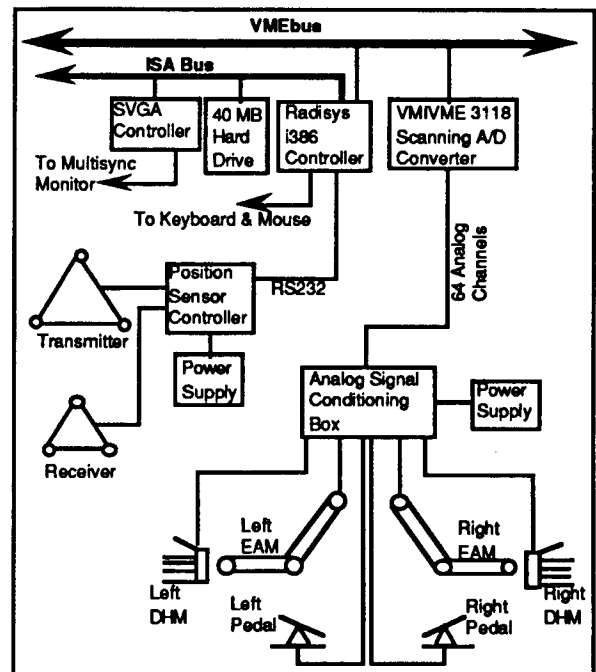 VMEbus
ISA Bus
SVGA
Controller
40 MB
Hard
Drive
Radisys
i386
Controller
VMIVME 3118
Scanning A/D
Converter
To Multisync
Monitor
To Keyboard & Mouse
64 Analog
Channels
Position
Sensor
Controller
RS232
Transmitter
Power
Supply
Analog Signal
Conditioning
Box
Power
Supply
Receiver
Left
EAM
Right
EAM
Left
DHM
Left
Pedal
Right
Pedal
Right
DHM